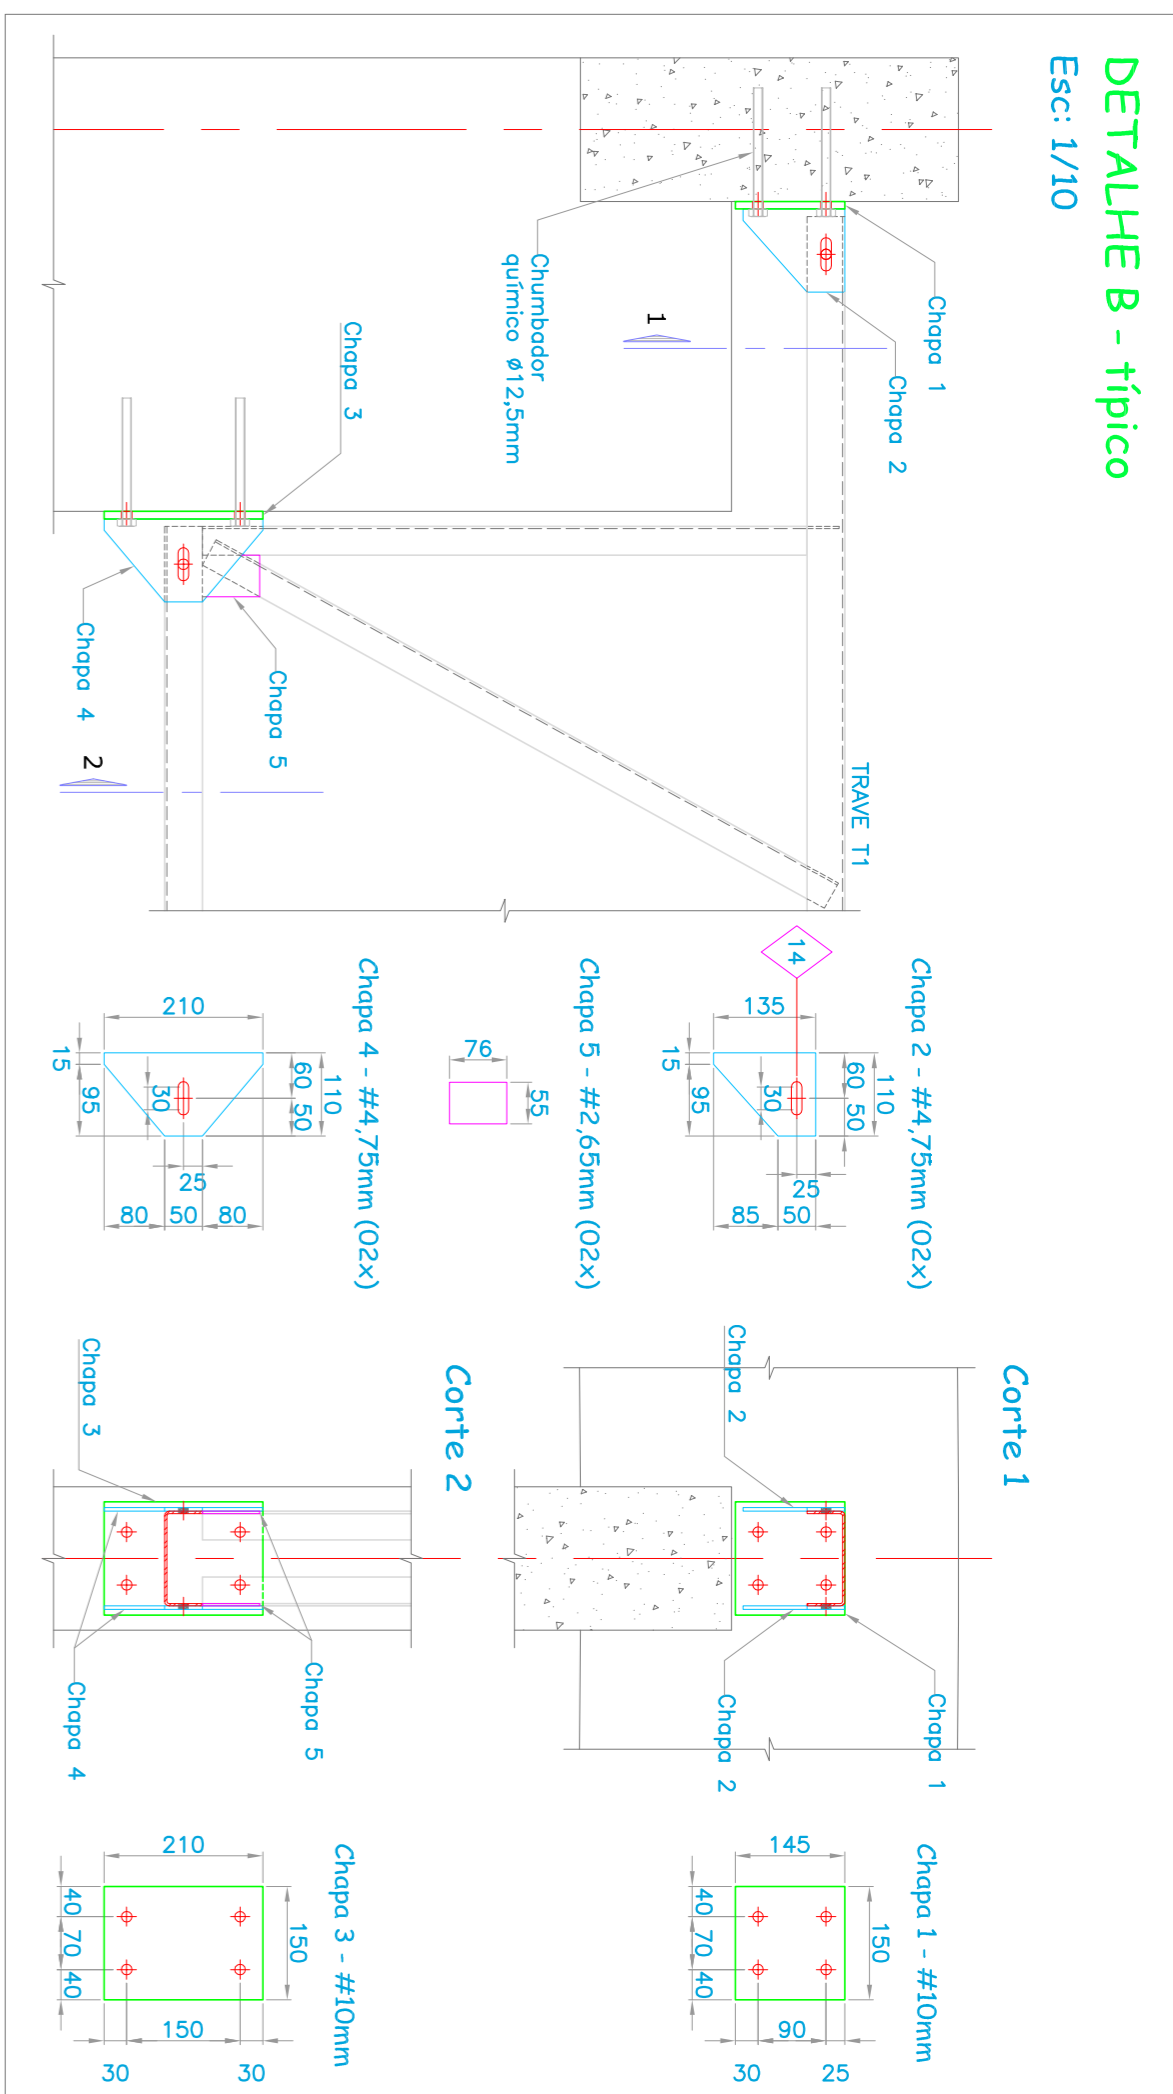 DETALHE B - típico
Esc: 1/10
Chapa 1
Chapa 2
Chumbador
químico ø12,5mm
1
Chapa 3
Chapa 4
Chapa 5
2
TRAVE T1
Chapa 2 - #4,75mm (02x)
14
135
15
95
60
50
110
30
25
85
50
Chapa 5 - #2,65mm (02x)
76
55
Chapa 4 - #4,75mm (02x)
210
15
95
60
50
110
30
25
80
50
80
Corte 1
Chapa 2
Chapa 1
Chapa 2
Corte 2
Chapa 3
Chapa 5
Chapa 4
Chapa 1 - #10mm
145
150
40
70
40
30
90
25
Chapa 3 - #10mm
210
150
40
70
40
30
150
30